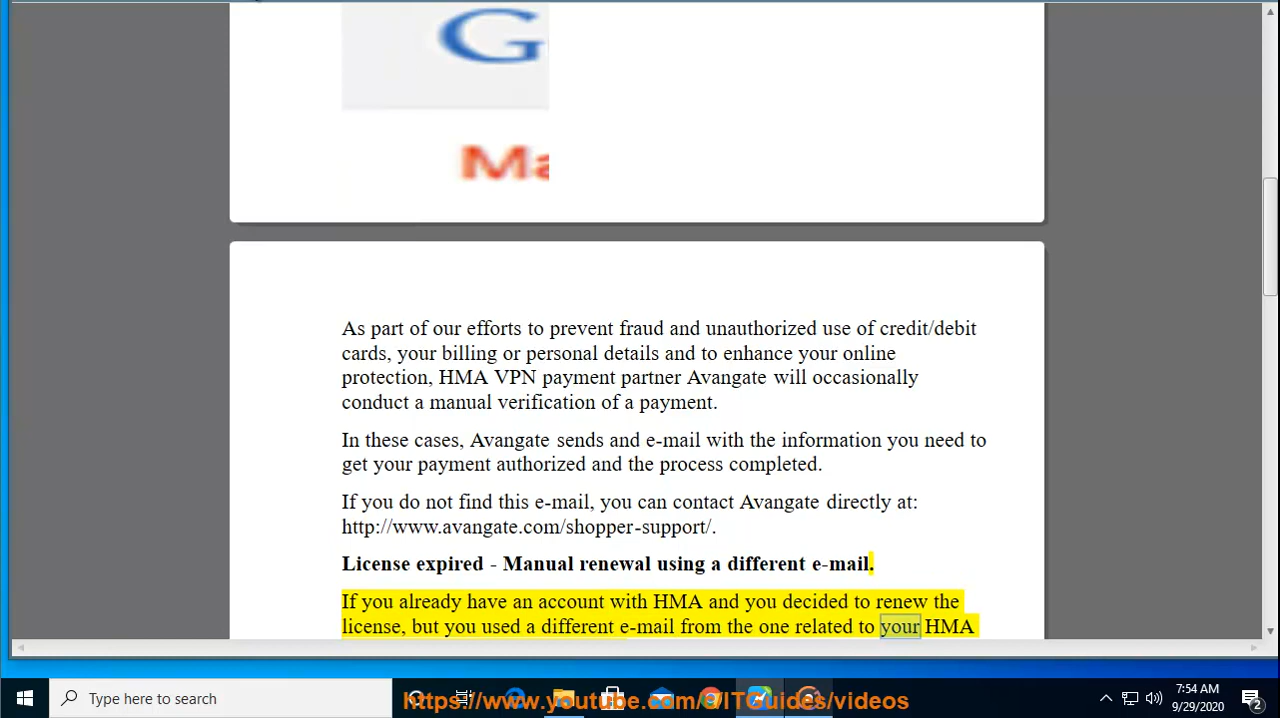 G
Ma
As part of our efforts to prevent fraud and unauthorized use of credit/debit
cards, your billing or personal details and to enhance your online
protection, HMA VPN payment partner Avangate will occasionally
conduct a manual verification of a payment.
In these cases, Avangate sends and e-mail with the information you need to
get your payment authorized and the process completed.
If you do not find this e-mail, you can contact Avangate directly at:
http://www.avangate.com/shopper-support/.
License expired - Manual renewal using a different e-mail.
If you already have an account with HMA and you decided to renew the
license, but you used a different e-mail from the one related to your HMA
Type here to search
https://www.youtube.com/c/ITGuides/videos
7:54 AM
9/29/2020
2